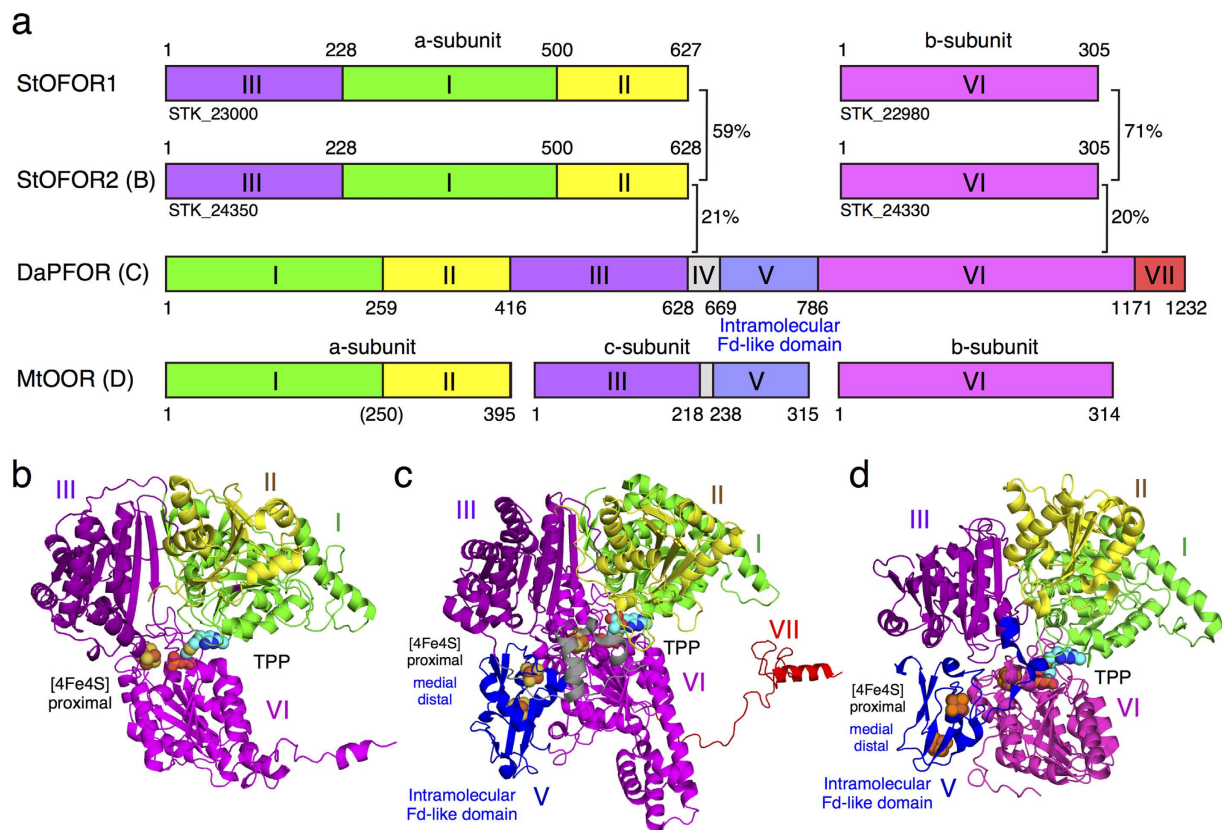 a
a-subunit
b-subunit
1 228 500 627 1 305
StOFOR1 III I II VI
STK_23000 STK_22980
59% 71%
1 228 500 628 1 305
StOFOR2 (B) III I II VI
STK_24350 STK_24330
21% 20%
DaPFOR (C) I II III IV V VI VII
1 259 416 628 669 786 1171 1232
Intramolecular
Fd-like domain
a-subunit c-subunit b-subunit
MtOOR (D) I II III V VI
1 (250) 395 1 218 238 315 1 314
b
III
II
I
TPP
[4Fe4S]
proximal
VI
c
III
II
I
VII
[4Fe4S]
proximal
medial
distal
TPP
VI
V
Intramolecular
Fd-like domain
d
II
III
I
TPP
[4Fe4S]
proximal
medial
distal
VI
V
Intramolecular
Fd-like domain